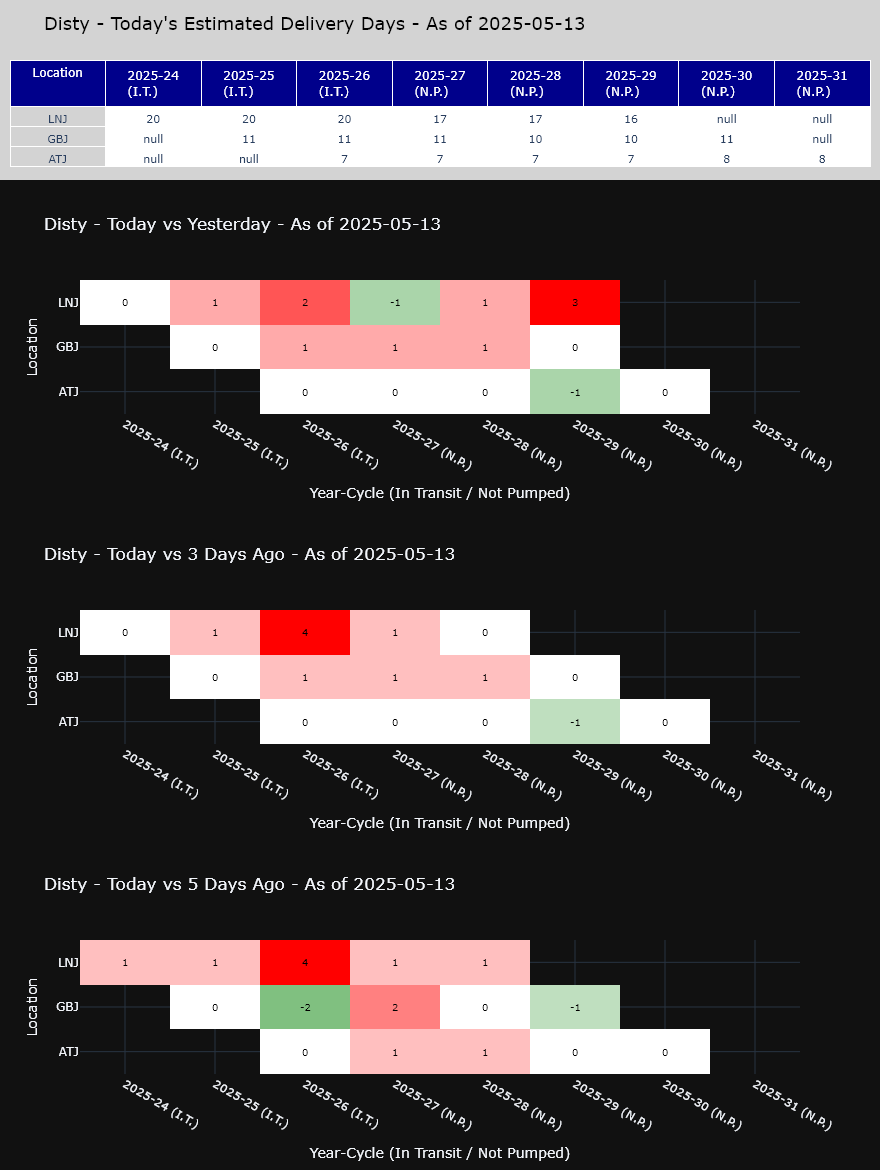 Disty - Today's Estimated Delivery Days - As of 2025-05-13
Location 2025-24 (I.T.) 2025-25 (I.T.) 2025-26 (I.T.) 2025-27 (N.P.) 2025-28 (N.P.) 2025-29 (N.P.) 2025-30 (N.P.) 2025-31 (N.P.)
LNJ 20 20 20 17 17 16 null null
GBJ null 11 11 11 10 10 11 null
ATJ null null 7 7 7 7 8 8
Disty - Today vs Yesterday - As of 2025-05-13
Location
LNJ 0 1 2 -1 1 3
GBJ 0 1 1 1 0
ATJ 0 0 0 -1 0
2025-24 (I.T.) 2025-25 (I.T.) 2025-26 (I.T.) 2025-27 (N.P.) 2025-28 (N.P.) 2025-29 (N.P.) 2025-30 (N.P.) 2025-31 (N.P.)
Year-Cycle (In Transit / Not Pumped)
Disty - Today vs 3 Days Ago - As of 2025-05-13
Location
LNJ 0 1 4 1 0
GBJ 0 1 1 1 0
ATJ 0 0 0 -1 0
2025-24 (I.T.) 2025-25 (I.T.) 2025-26 (I.T.) 2025-27 (N.P.) 2025-28 (N.P.) 2025-29 (N.P.) 2025-30 (N.P.) 2025-31 (N.P.)
Year-Cycle (In Transit / Not Pumped)
Disty - Today vs 5 Days Ago - As of 2025-05-13
Location
LNJ 1 1 4 1 1
GBJ 0 -2 2 0 -1
ATJ 0 1 1 0 0
2025-24 (I.T.) 2025-25 (I.T.) 2025-26 (I.T.) 2025-27 (N.P.) 2025-28 (N.P.) 2025-29 (N.P.) 2025-30 (N.P.) 2025-31 (N.P.)
Year-Cycle (In Transit / Not Pumped)